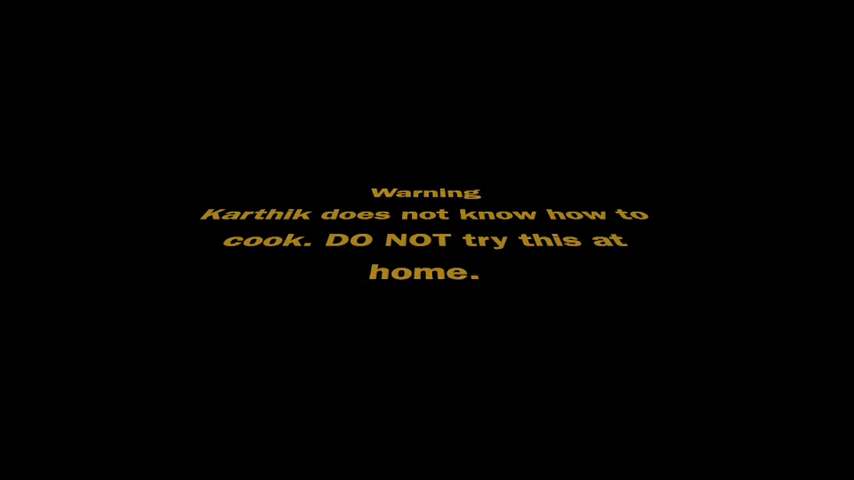 Warning
Karthik does not know how to
cook. DO NOT try this at
home.